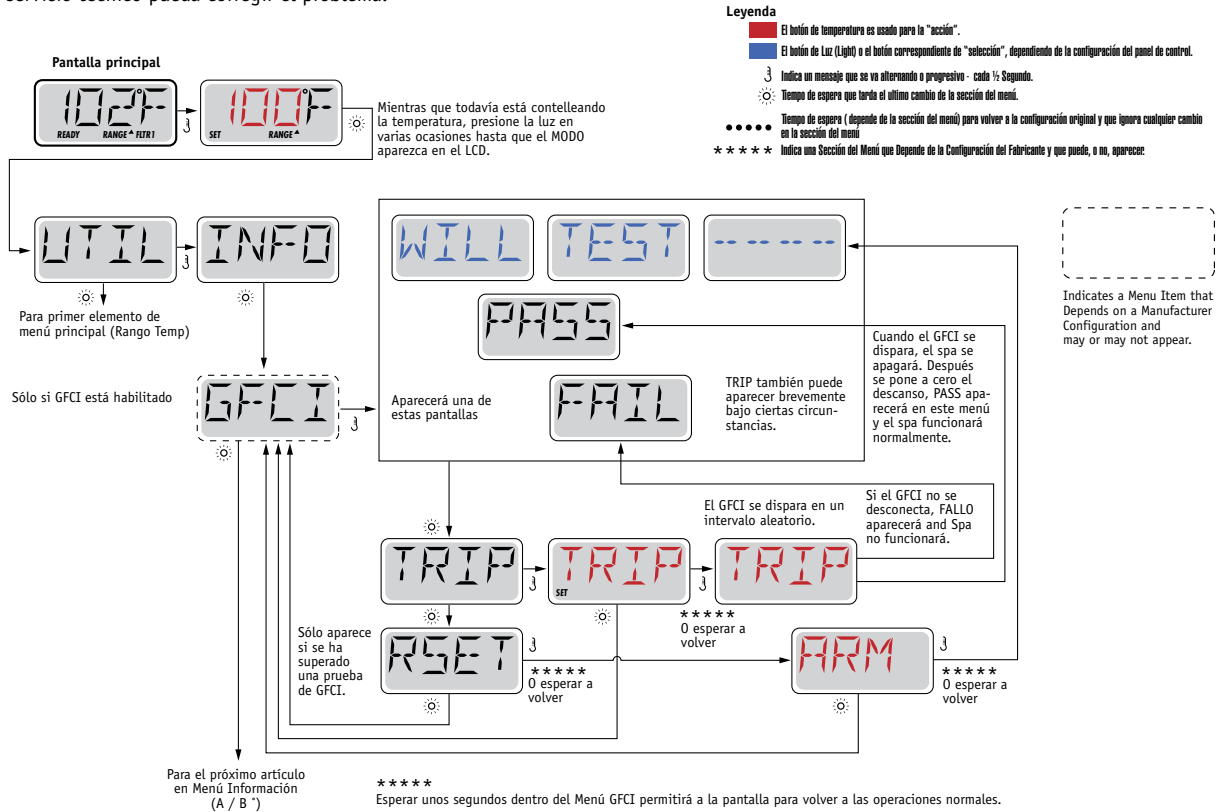 servicio técnico pueda corregir el problema.
Leyenda
El botón de temperatura es usado para la "acción".
El botón de Luz (Light) o el botón correspondiente de "selección", dependiendo de la configuración del panel de control.
Indica un mensaje que se va alternando o progresivo - cada ½ Segundo.
Tiempo de espera que tarda el ultimo cambio de la sección del menú.
Tiempo de espera ( depende de la sección del menú) para volver a la configuración original y que ignora cualquier cambio
en la sección del menú
***** Indica una Sección del Menú que Depende de la Configuración del Fabricante y que puede, o no, aparecer.
Pantalla principal
102°F
READY RANGE FLTR1
100°F
SET RANGE
Mientras que todavía está contelleando
la temperatura, presione la luz en
varias ocasiones hasta que el MODO
aparezca en el LCD.
UTIL
INFO
WILL
TEST
-- -- -- --
Indicates a Menu Item that
Depends on a Manufacturer
Configuration and
may or may not appear.
Para primer elemento de
menú principal (Rango Temp)
PASS
Cuando el GFCI se
dispara, el spa se
apagará. Después
se pone a cero el
descanso, PASS apa-
recerá en este menú
y el spa funcionará
normalmente.
Sólo si GFCI está habilitado
GFCI
Aparecerá una de
estas pantallas
FAIL
TRIP también puede
aparecer brevemente
bajo ciertas circun-
stancias.
El GFCI se dispara en un
intervalo aleatorio.
Si el GFCI no se
desconecta, FALLO
aparecerá and Spa
no funcionará.
TRIP
TRIP
SET
TRIP
*****
O esperar a
volver
Sólo aparece
si se ha
superado
una prueba
de GFCI.
RSET
*****
O esperar a
volver
ARM
*****
O esperar a
volver
Para el próximo artículo
en Menú Información
(A / B °)
*****
Esperar unos segundos dentro del Menú GFCI permitirá a la pantalla para volver a las operaciones normales.